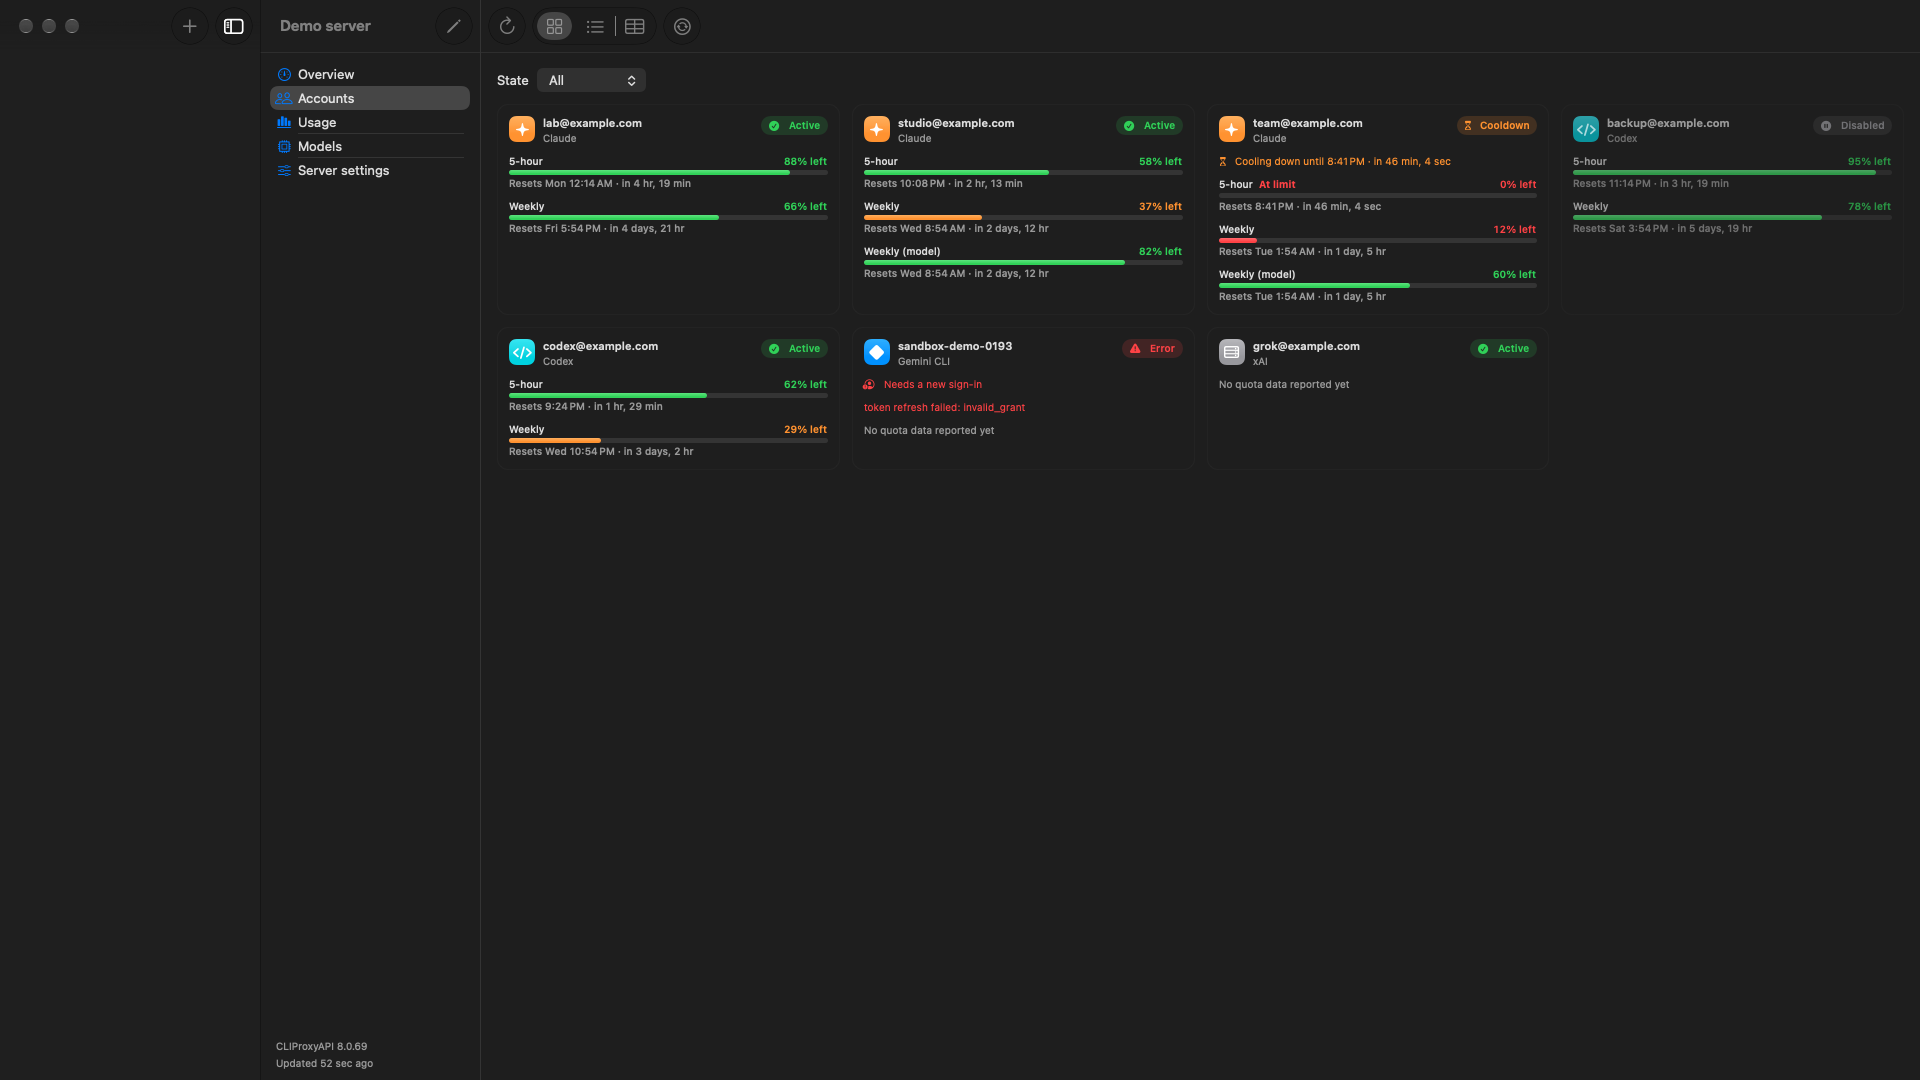 Demo server
Overview
Accounts
Usage
Models
Server settings
CLIProxyAPI 8.0.69
Updated 52 sec ago
State All
lab@example.com
Claude
Active
5-hour 88% left
Resets Mon 12:14 AM · in 4 hr, 19 min
Weekly 66% left
Resets Fri 5:54 PM · in 4 days, 21 hr
studio@example.com
Claude
Active
5-hour 58% left
Resets 10:08 PM · in 2 hr, 13 min
Weekly 37% left
Resets Wed 8:54 AM · in 2 days, 12 hr
Weekly (model) 82% left
Resets Wed 8:54 AM · in 2 days, 12 hr
team@example.com
Claude
Cooldown
Cooling down until 8:41 PM · in 46 min, 4 sec
5-hour At limit 0% left
Resets 8:41 PM · in 46 min, 4 sec
Weekly 12% left
Resets Tue 1:54 AM · in 1 day, 5 hr
Weekly (model) 60% left
Resets Tue 1:54 AM · in 1 day, 5 hr
backup@example.com
Codex
Disabled
5-hour 95% left
Resets 11:14 PM · in 3 hr, 19 min
Weekly 78% left
Resets Sat 3:54 PM · in 5 days, 19 hr
codex@example.com
Codex
Active
5-hour 62% left
Resets 9:24 PM · in 1 hr, 29 min
Weekly 29% left
Resets Wed 10:54 PM · in 3 days, 2 hr
sandbox-demo-0193
Gemini CLI
Error
Needs a new sign-in
token refresh failed: invalid_grant
No quota data reported yet
grok@example.com
xAI
Active
No quota data reported yet